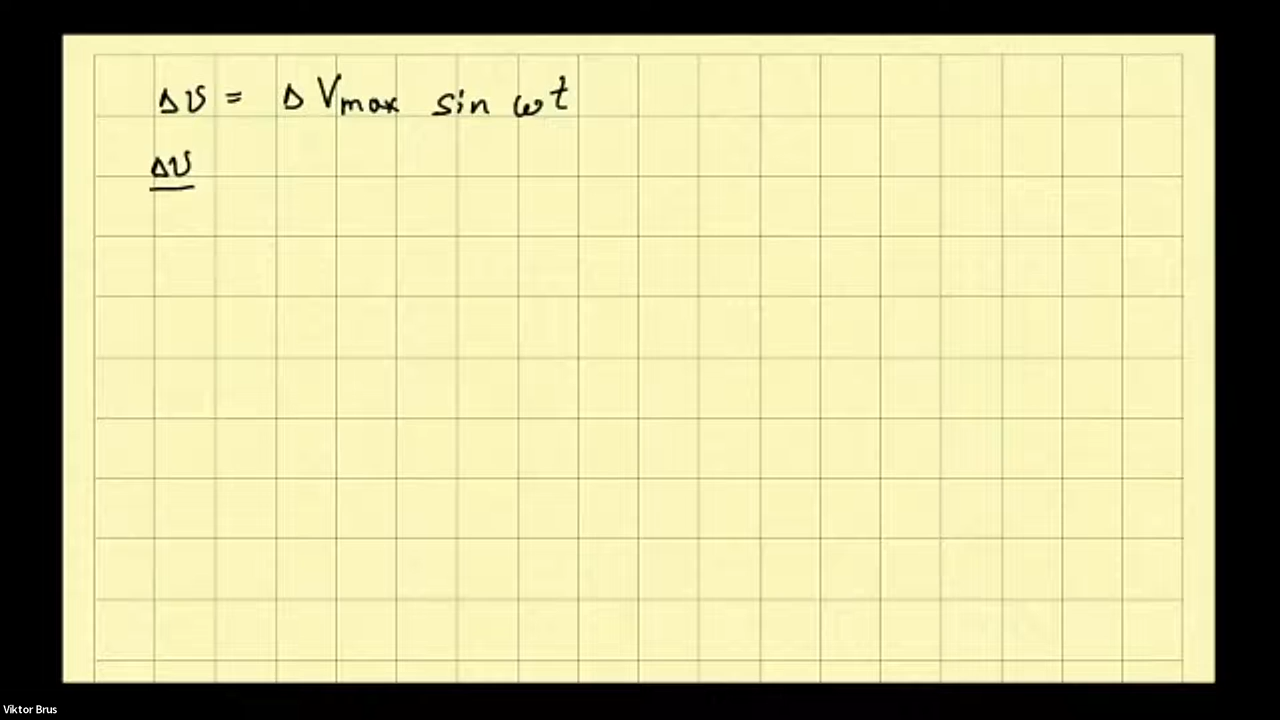 Δv = ΔVmax sin ωt
Δv
Viktor Brus